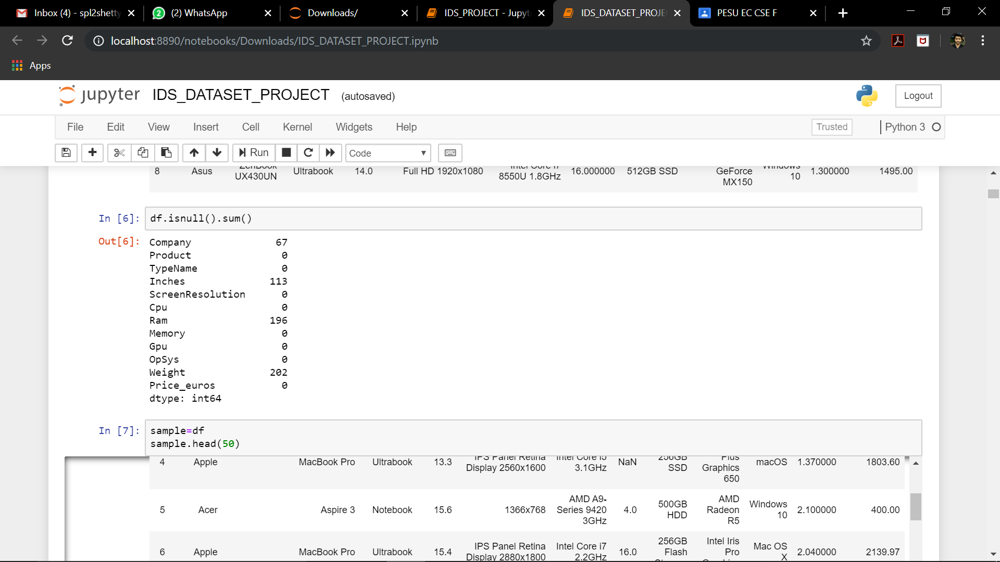 Inbox (4) - spl2shetty
(2) WhatsApp
Downloads/
IDS_PROJECT - Jupyt
IDS_DATASET_PROJE
PESU EC CSE F
localhost:8890/notebooks/Downloads/IDS_DATASET_PROJECT.ipynb
Apps
jupyter IDS_DATASET_PROJECT (autosaved)
Logout
File Edit View Insert Cell Kernel Widgets Help
Trusted Python 3
Run Code
8 Asus ZenBook UX430UN Ultrabook 14.0 Full HD 1920x1080 Intel Core i7 8550U 1.8GHz 16.000000 512GB SSD GeForce MX150 Windows 10 1.300000 1495.00
In [6]: df.isnull().sum()
Out[6]: Company 67
Product 0
TypeName 0
Inches 113
ScreenResolution 0
Cpu 0
Ram 196
Memory 0
Gpu 0
OpSys 0
Weight 202
Price_euros 0
dtype: int64
In [7]: sample=df
sample.head(50)
4 Apple MacBook Pro Ultrabook 13.3 IPS Panel Retina Display 2560x1600 Intel Core i5 3.1GHz NaN 256GB SSD Plus Graphics 650 macOS 1.370000 1803.60
5 Acer Aspire 3 Notebook 15.6 1366x768 AMD A9-Series 9420 3GHz 4.0 500GB HDD AMD Radeon R5 Windows 10 2.100000 400.00
6 Apple MacBook Pro Ultrabook 15.4 IPS Panel Retina Display 2880x1800 Intel Core i7 2.2GHz 16.0 256GB Flash Intel Iris Pro Mac OS X 2.040000 2139.97